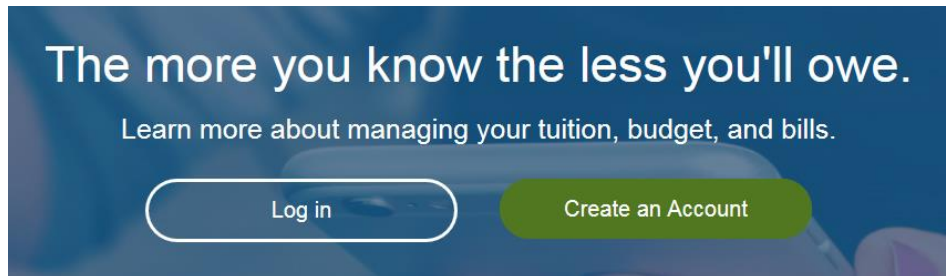 The more you know the less you'll owe.
Learn more about managing your tuition, budget, and bills.
Log in
Create an Account